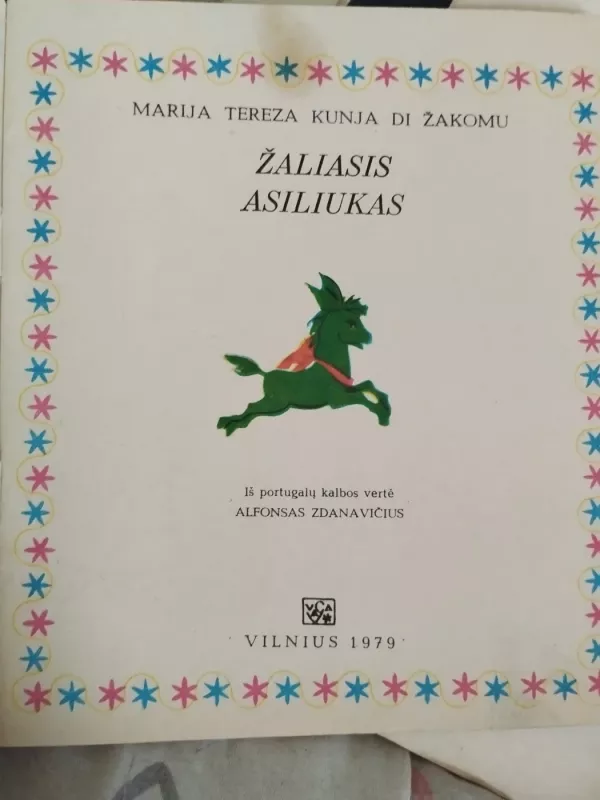 MARIJA TEREZA KUNJA DI ŽAKOMU
ŽALIASIS
ASILIUKAS
Iš portugalų kalbos vertė
ALFONSAS ZDANAVIČIUS
VILNIUS 1979